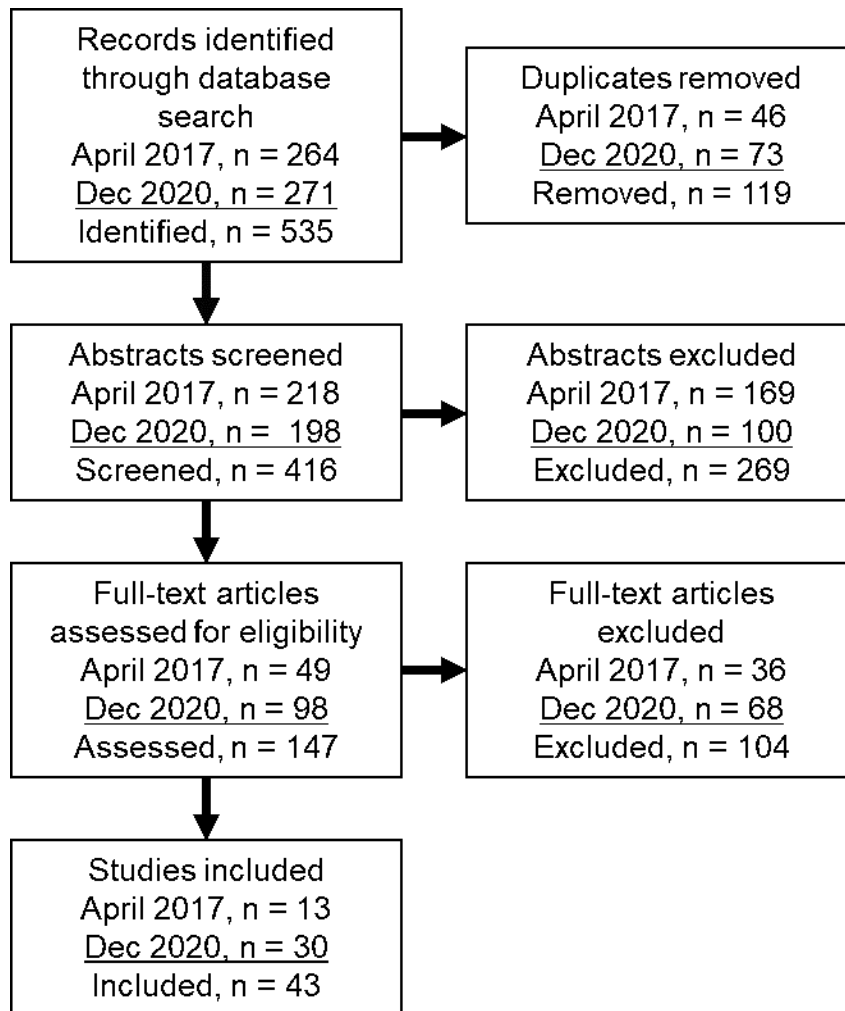 Records identified
through database
search
April 2017, n = 264
Dec 2020, n = 271
Identified, n = 535
Duplicates removed
April 2017, n = 46
Dec 2020, n = 73
Removed, n = 119
Abstracts screened
April 2017, n = 218
Dec 2020, n = 198
Screened, n = 416
Abstracts excluded
April 2017, n = 169
Dec 2020, n = 100
Excluded, n = 269
Full-text articles
assessed for eligibility
April 2017, n = 49
Dec 2020, n = 98
Assessed, n = 147
Full-text articles
excluded
April 2017, n = 36
Dec 2020, n = 68
Excluded, n = 104
Studies included
April 2017, n = 13
Dec 2020, n = 30
Included, n = 43